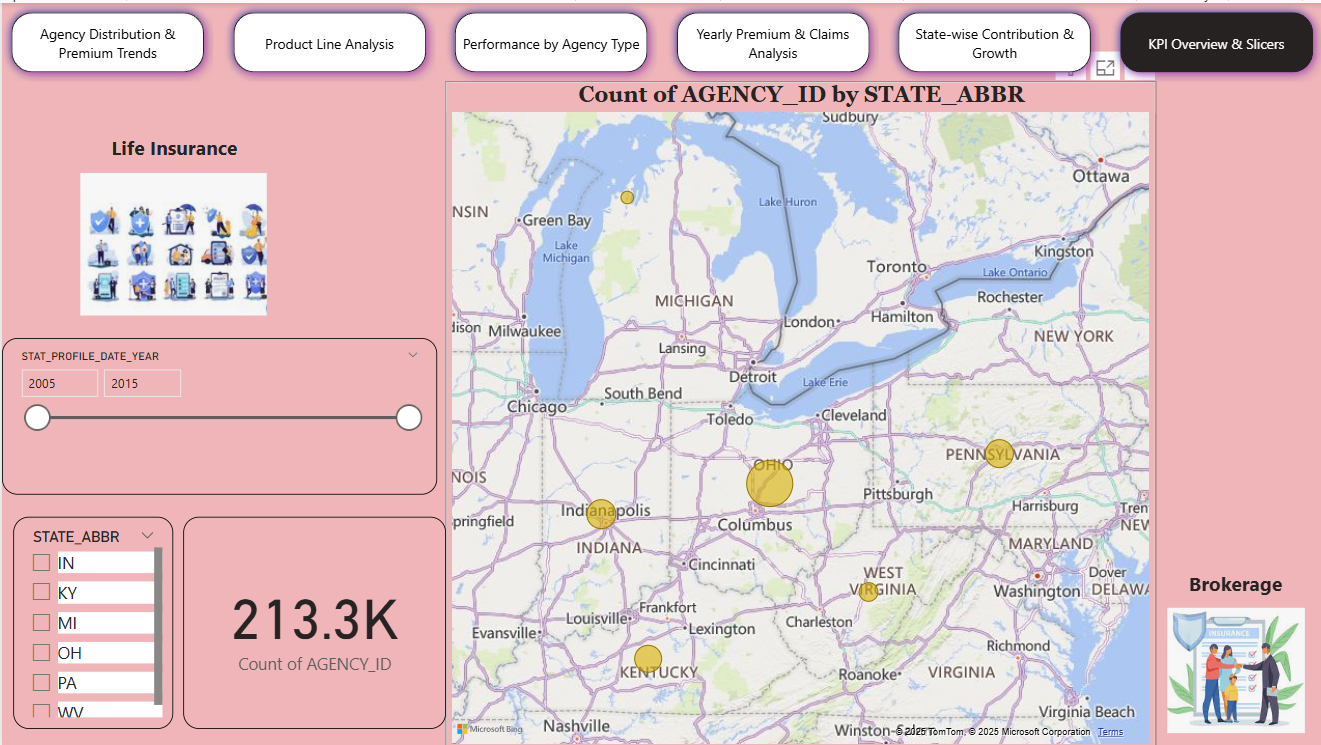 Agency Distribution &
Premium Trends
Product Line Analysis
Performance by Agency Type
Yearly Premium & Claims
Analysis
State-wise Contribution &
Growth
KPI Overview & Slicers
Count of AGENCY_ID by STATE_ABBR
Life Insurance
STAT_PROFILE_DATE_YEAR
2005
2015
STATE_ABBR
IN
KY
MI
OH
PA
WV
213.3K
Count of AGENCY_ID
Sudbury
Ottawa
Lake Huron
NSIN
Green Bay
Lake
Michigan
Kingston
Toronto
Lake Ontario
Rochester
MICHIGAN
Hamilton
London
dison
Milwaukee
NEW YORK
Lansing
Detroit
Lake Erie
South Bend
Chicago
Toledo
Cleveland
PENNSYLVANIA
OHIO
NOIS
Pittsburgh
Harrisburg
Tren
Indianapolis
pringfield
Columbus
NEW
INDIANA
MARYLAND
Cincinnati
WEST
VIRGINIA
Dover
Washington
DELAWA
Frankfort
Louisville
Charleston
Evansville
Lexington
Richmond
KENTUCKY
Roanoke
VIRGINIA
Virginia Beach
Nashville
Winston-Salem
Microsoft Bing
© 2025 TomTom, © 2025 Microsoft Corporation
Terms
Brokerage
INSURANCE